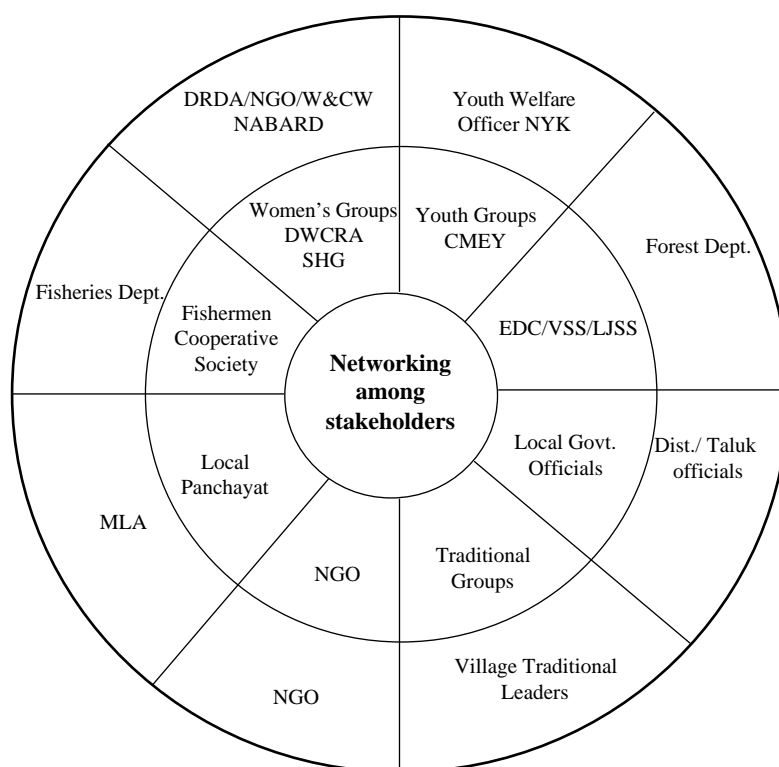 DRDA/NGO/W&CW
NABARD
Youth Welfare
Officer NYK
Women's Groups
DWCRA
SHG
Youth Groups
CMEY
Forest Dept.
Fisheries Dept.
Fishermen
Cooperative
Society
EDC/VSS/LJSS
Networking
among
stakeholders
Local
Panchayat
Local Govt.
Officials
Dist./ Taluk
officials
MLA
NGO
Traditional
Groups
NGO
Village Traditional
Leaders